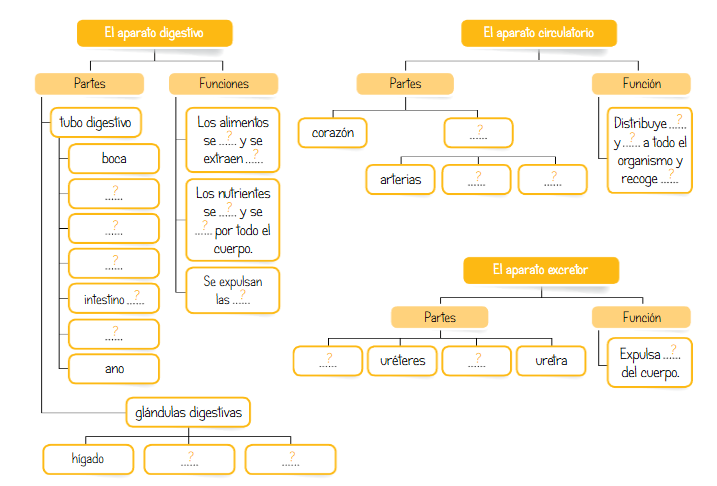 El aparato digestivo
Partes
Funciones
tubo digestivo
boca
...?...
...?...
...?...
intestino ...?...
...?...
ano
glándulas digestivas
hígado
...?...
...?...
Los alimentos
se ...?... y se
extraen ...?...
Los nutrientes
se ...?... y se
...?... por todo el
cuerpo.
Se expulsan
las ...?...
El aparato circulatorio
Partes
Función
corazón
...?...
arterias
...?...
...?...
Distribuye ...?...
y ...?... a todo el
organismo y
recoge ...?...
El aparato excretor
Partes
Función
...?...
uréteres
...?...
uretra
Expulsa ...?...
del cuerpo.